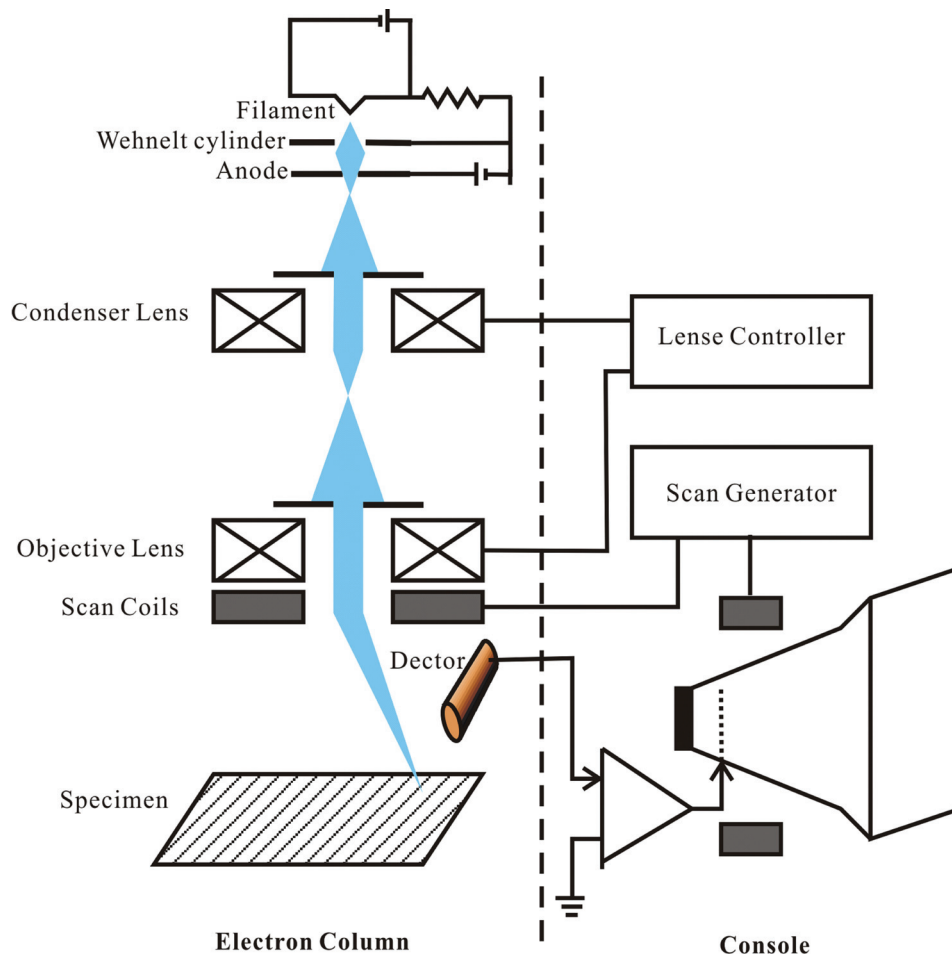 Filament
Wehnelt cylinder
Anode
Condenser Lens
Lense Controller
Scan Generator
Objective Lens
Scan Coils
Dector
Specimen
Electron Column
Console